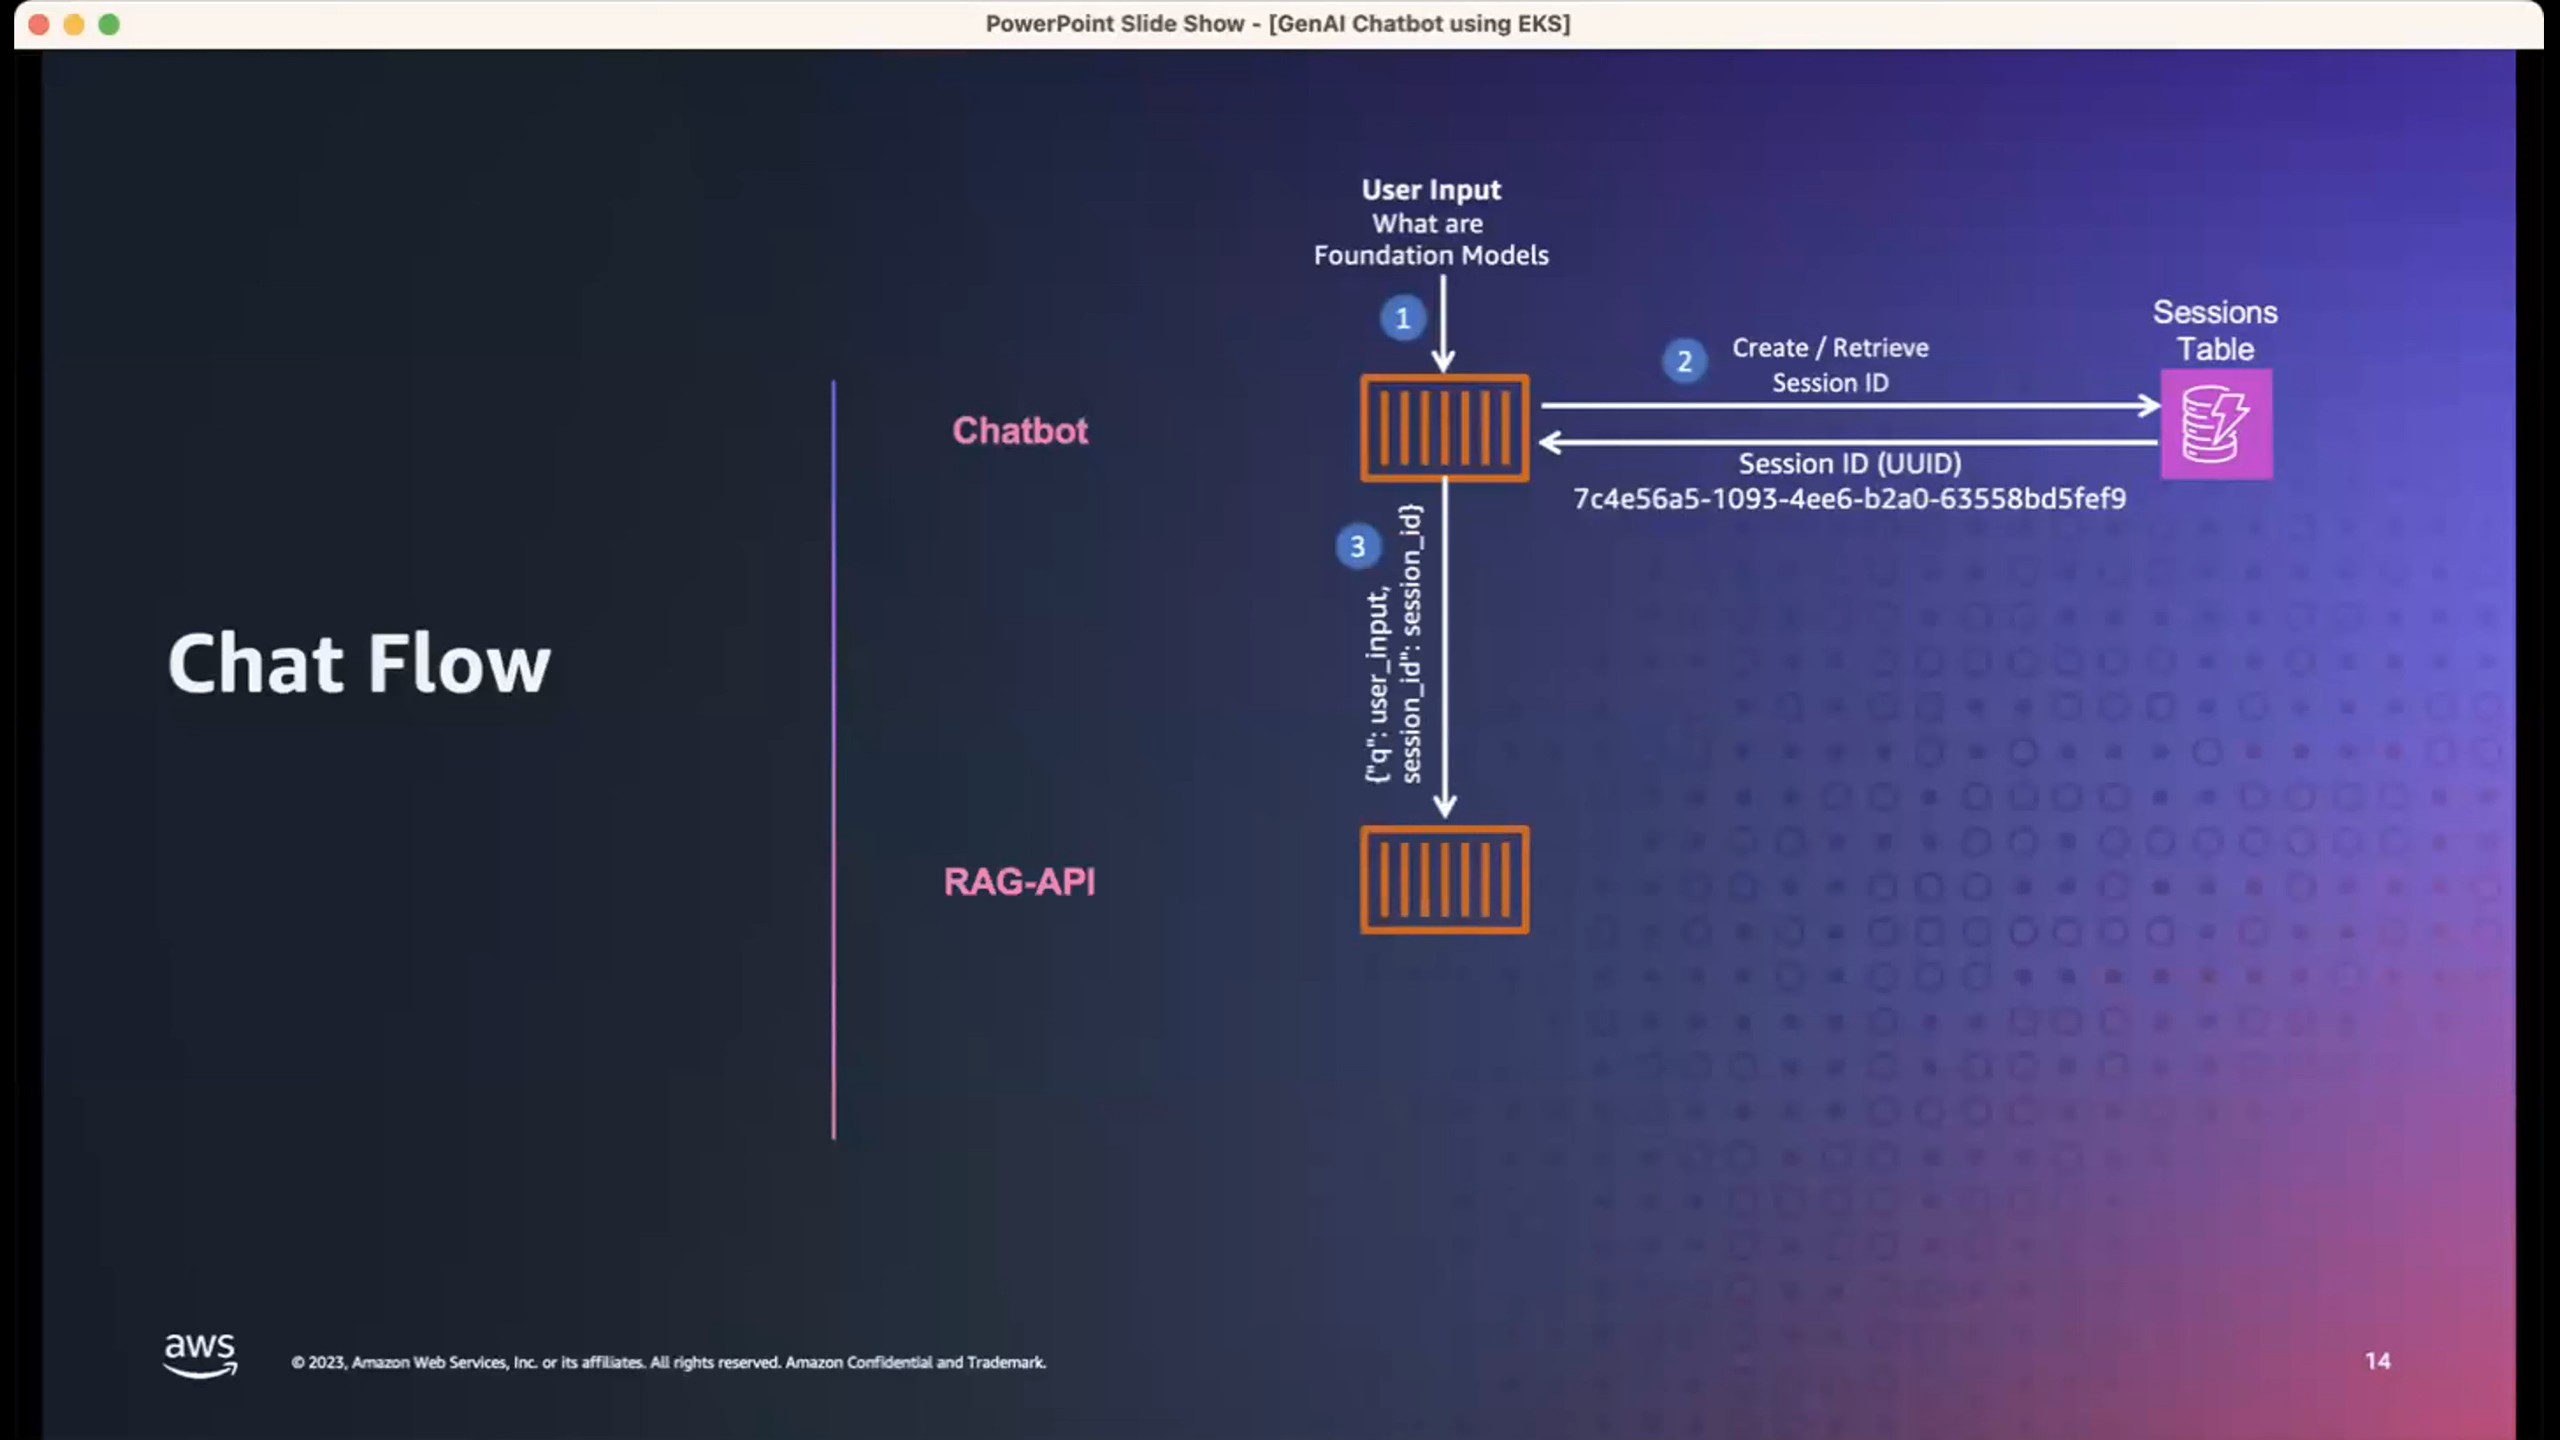 PowerPoint Slide Show - [GenAI Chatbot using EKS]
User Input
What are
Foundation Models
1
2
Create / Retrieve
Session ID
Sessions
Table
Chatbot
Session ID (UUID)
7c4e56a5-1093-4ee6-b2a0-63558bd5fef9
3
{"q": user_input,
session_id": session_id}
Chat Flow
RAG-API
aws
© 2023, Amazon Web Services, Inc. or its affiliates. All rights reserved. Amazon Confidential and Trademark.
14